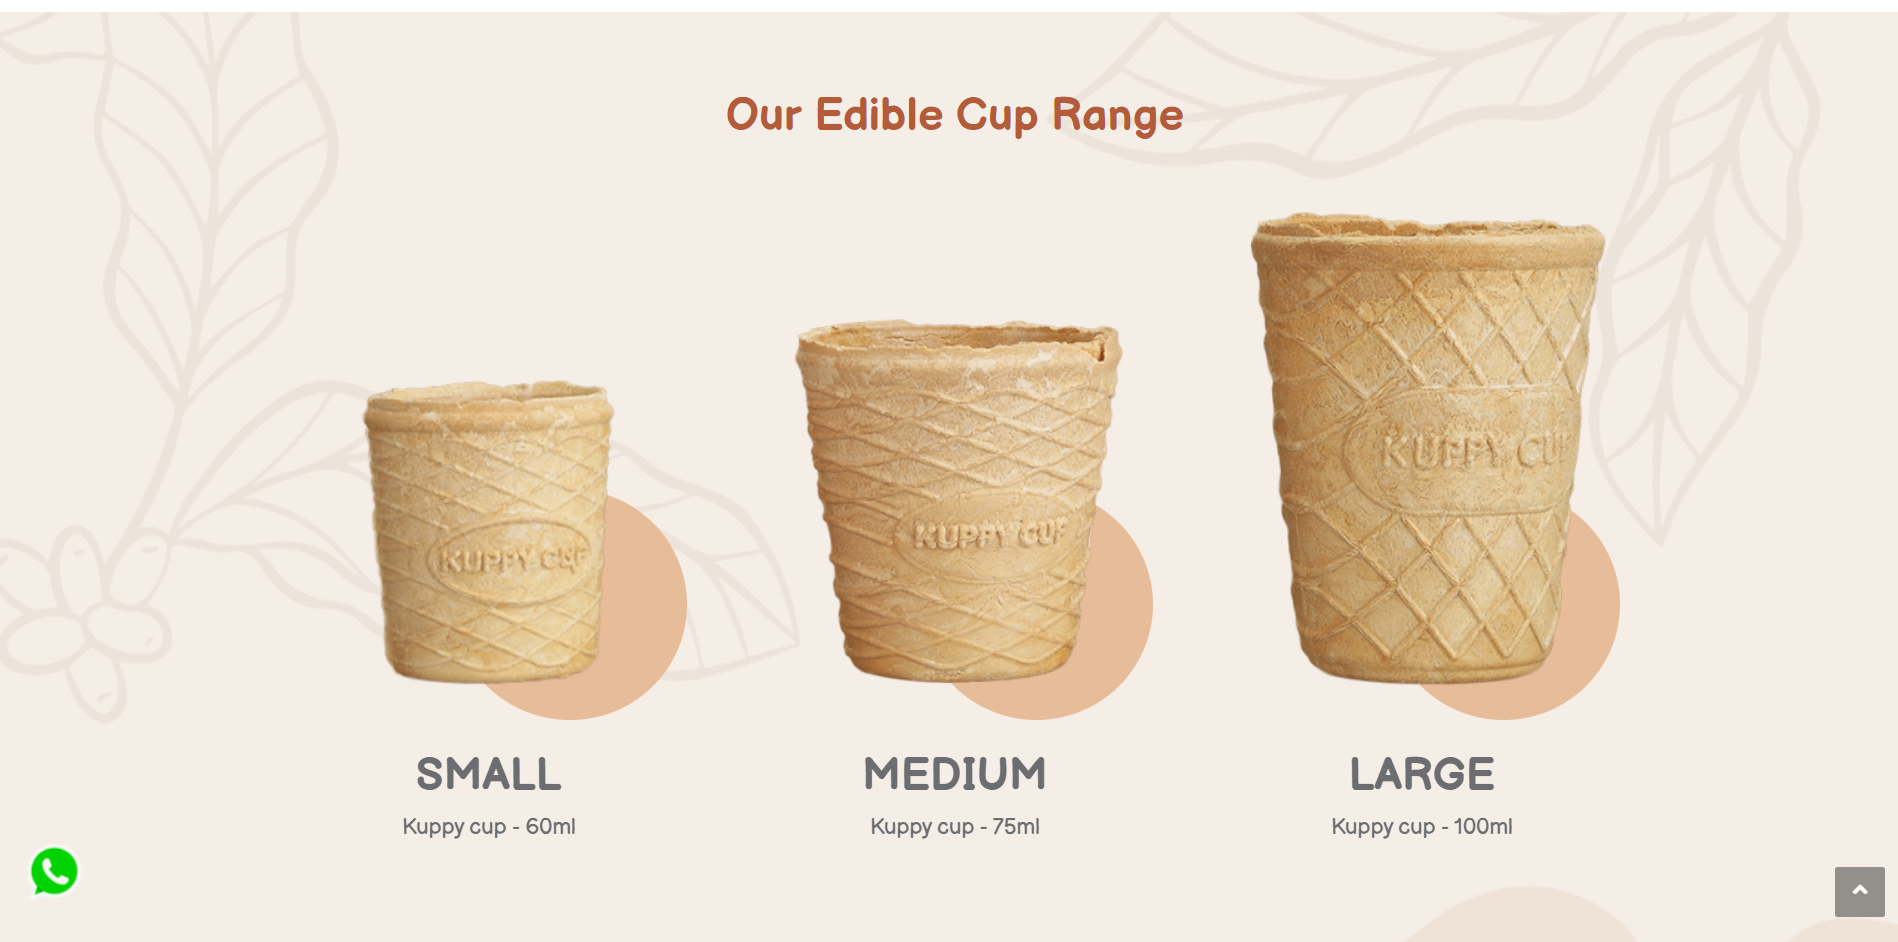 Our Edible Cup Range
KUPPY CUP
KUPPY CUP
KUPPY CUP
SMALL
MEDIUM
LARGE
Kuppy cup - 60ml
Kuppy cup - 75ml
Kuppy cup - 100ml